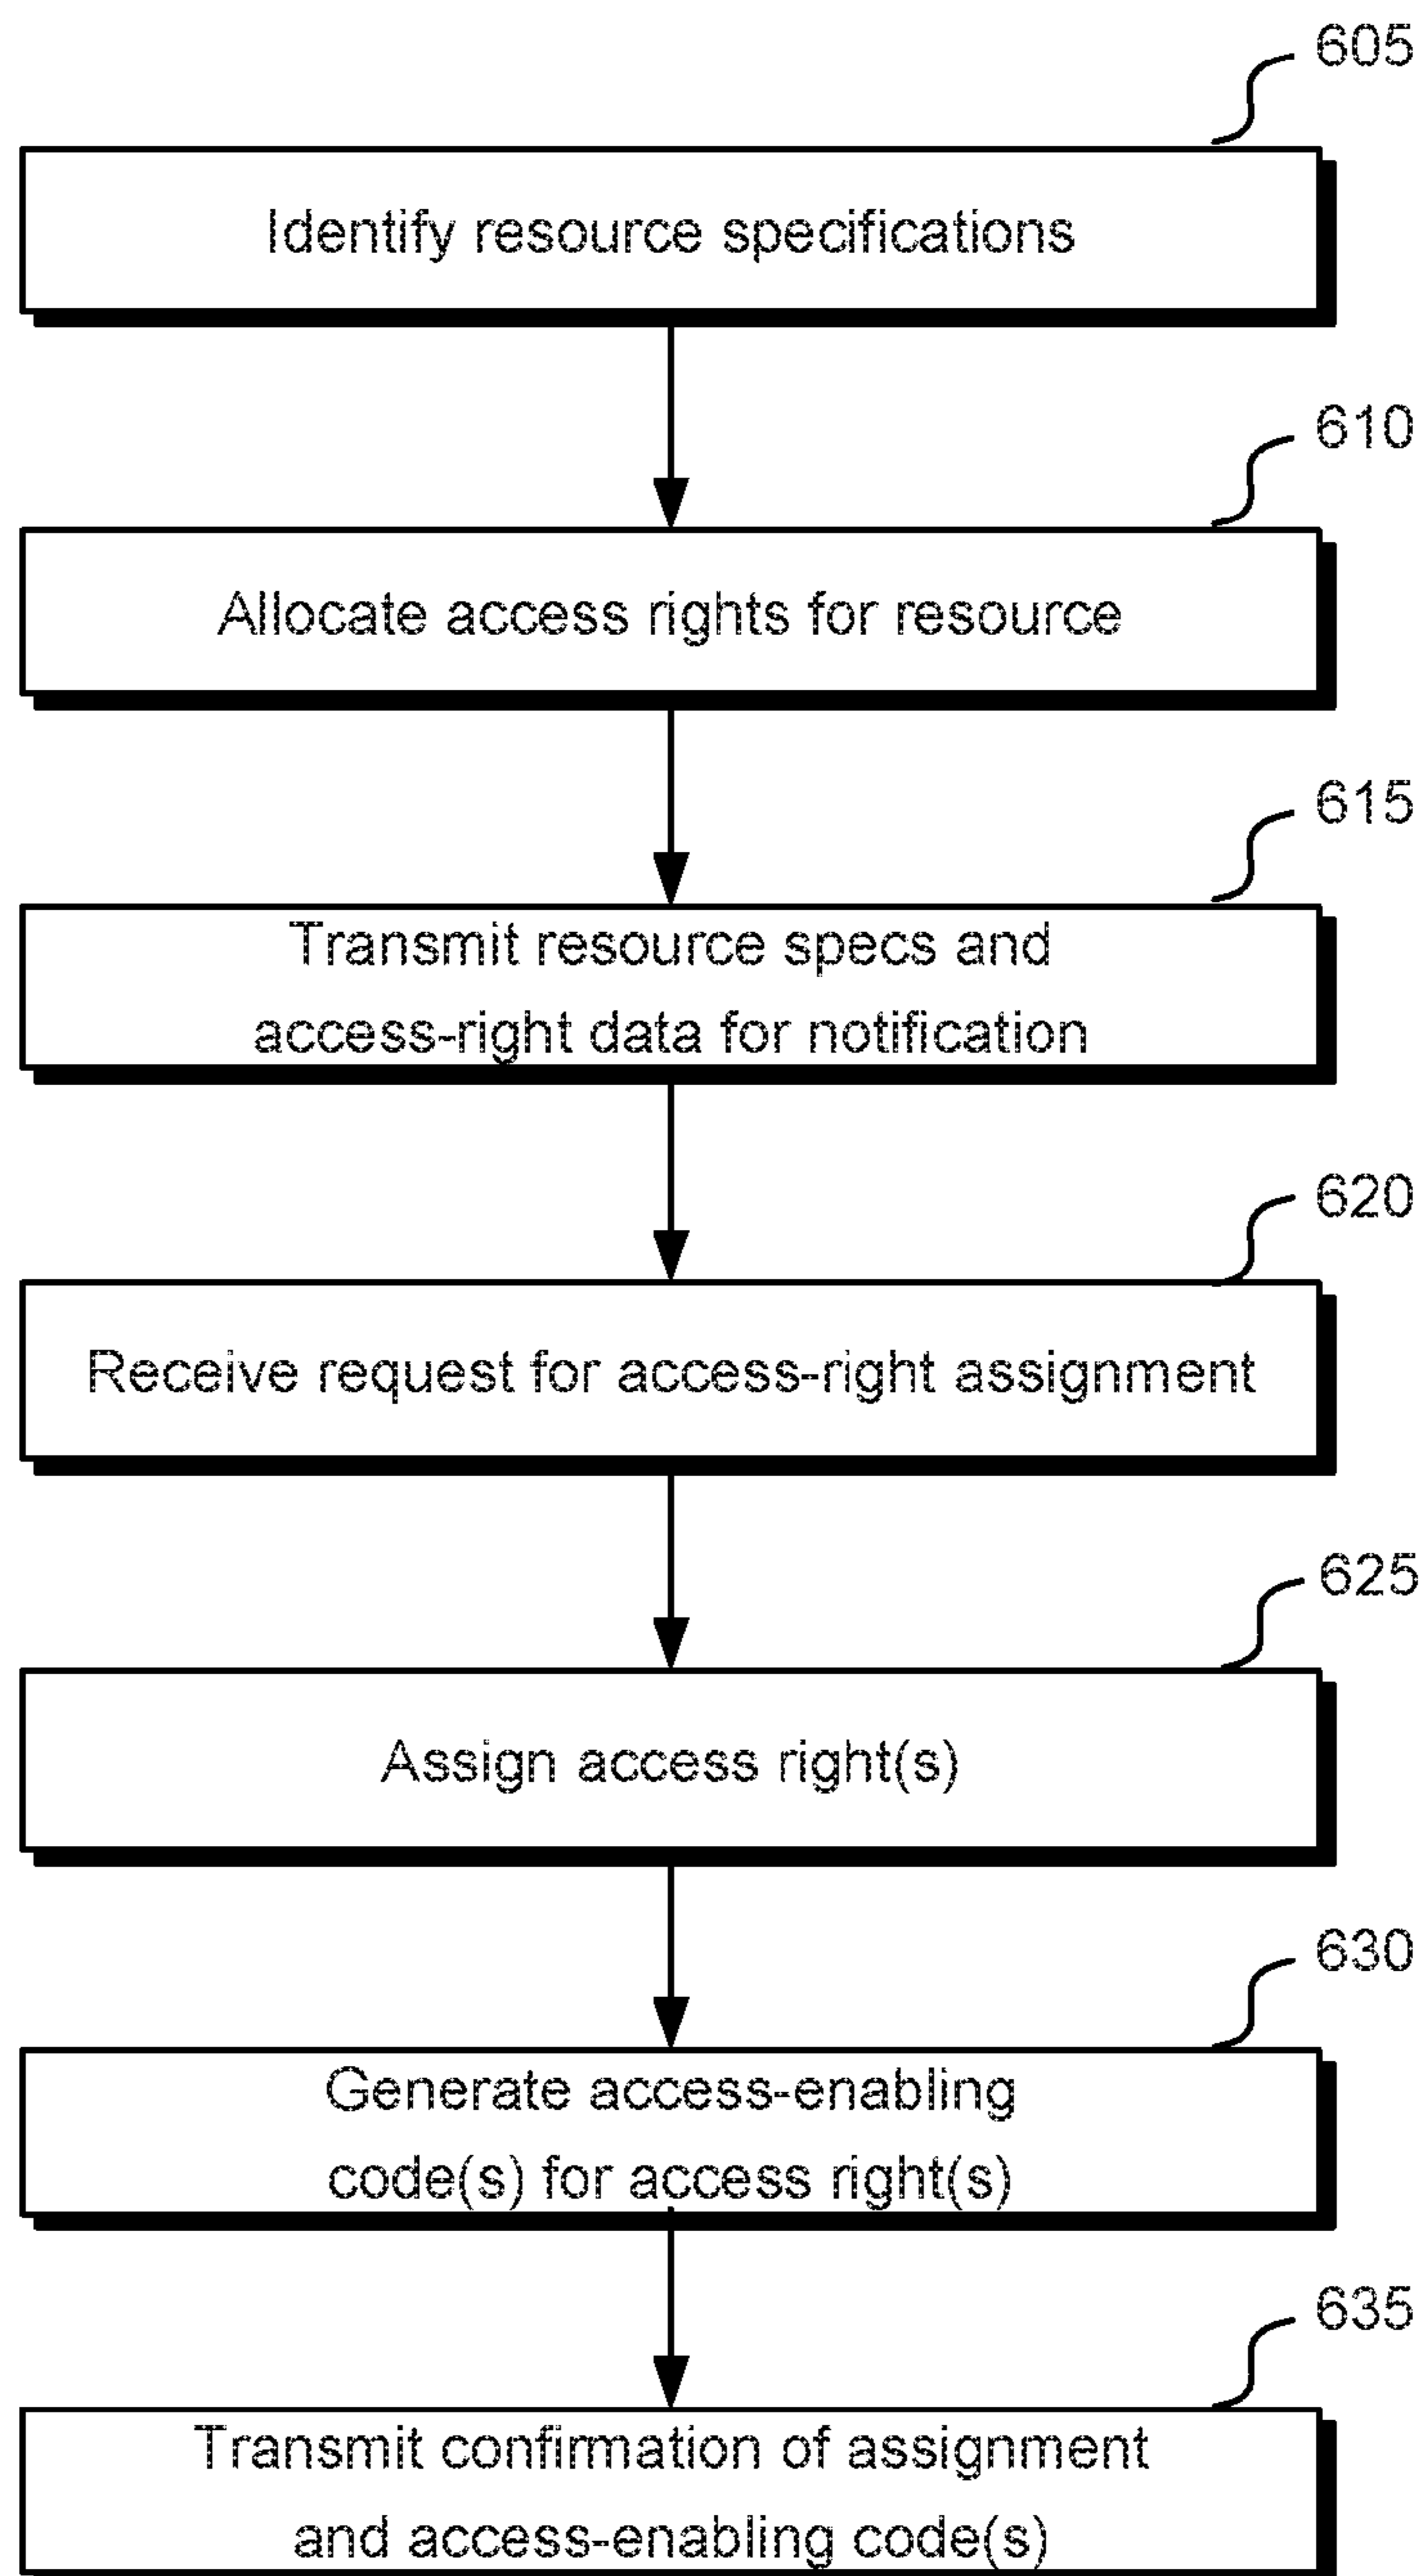 605
Identify resource specifications
610
Allocate access rights for resource
615
Transmit resource specs and
access-right data for notification
620
Receive request for access-right assignment
625
Assign access right(s)
630
Generate access-enabling
code(s) for access right(s)
635
Transmit confirmation of assignment
and access-enabling code(s)